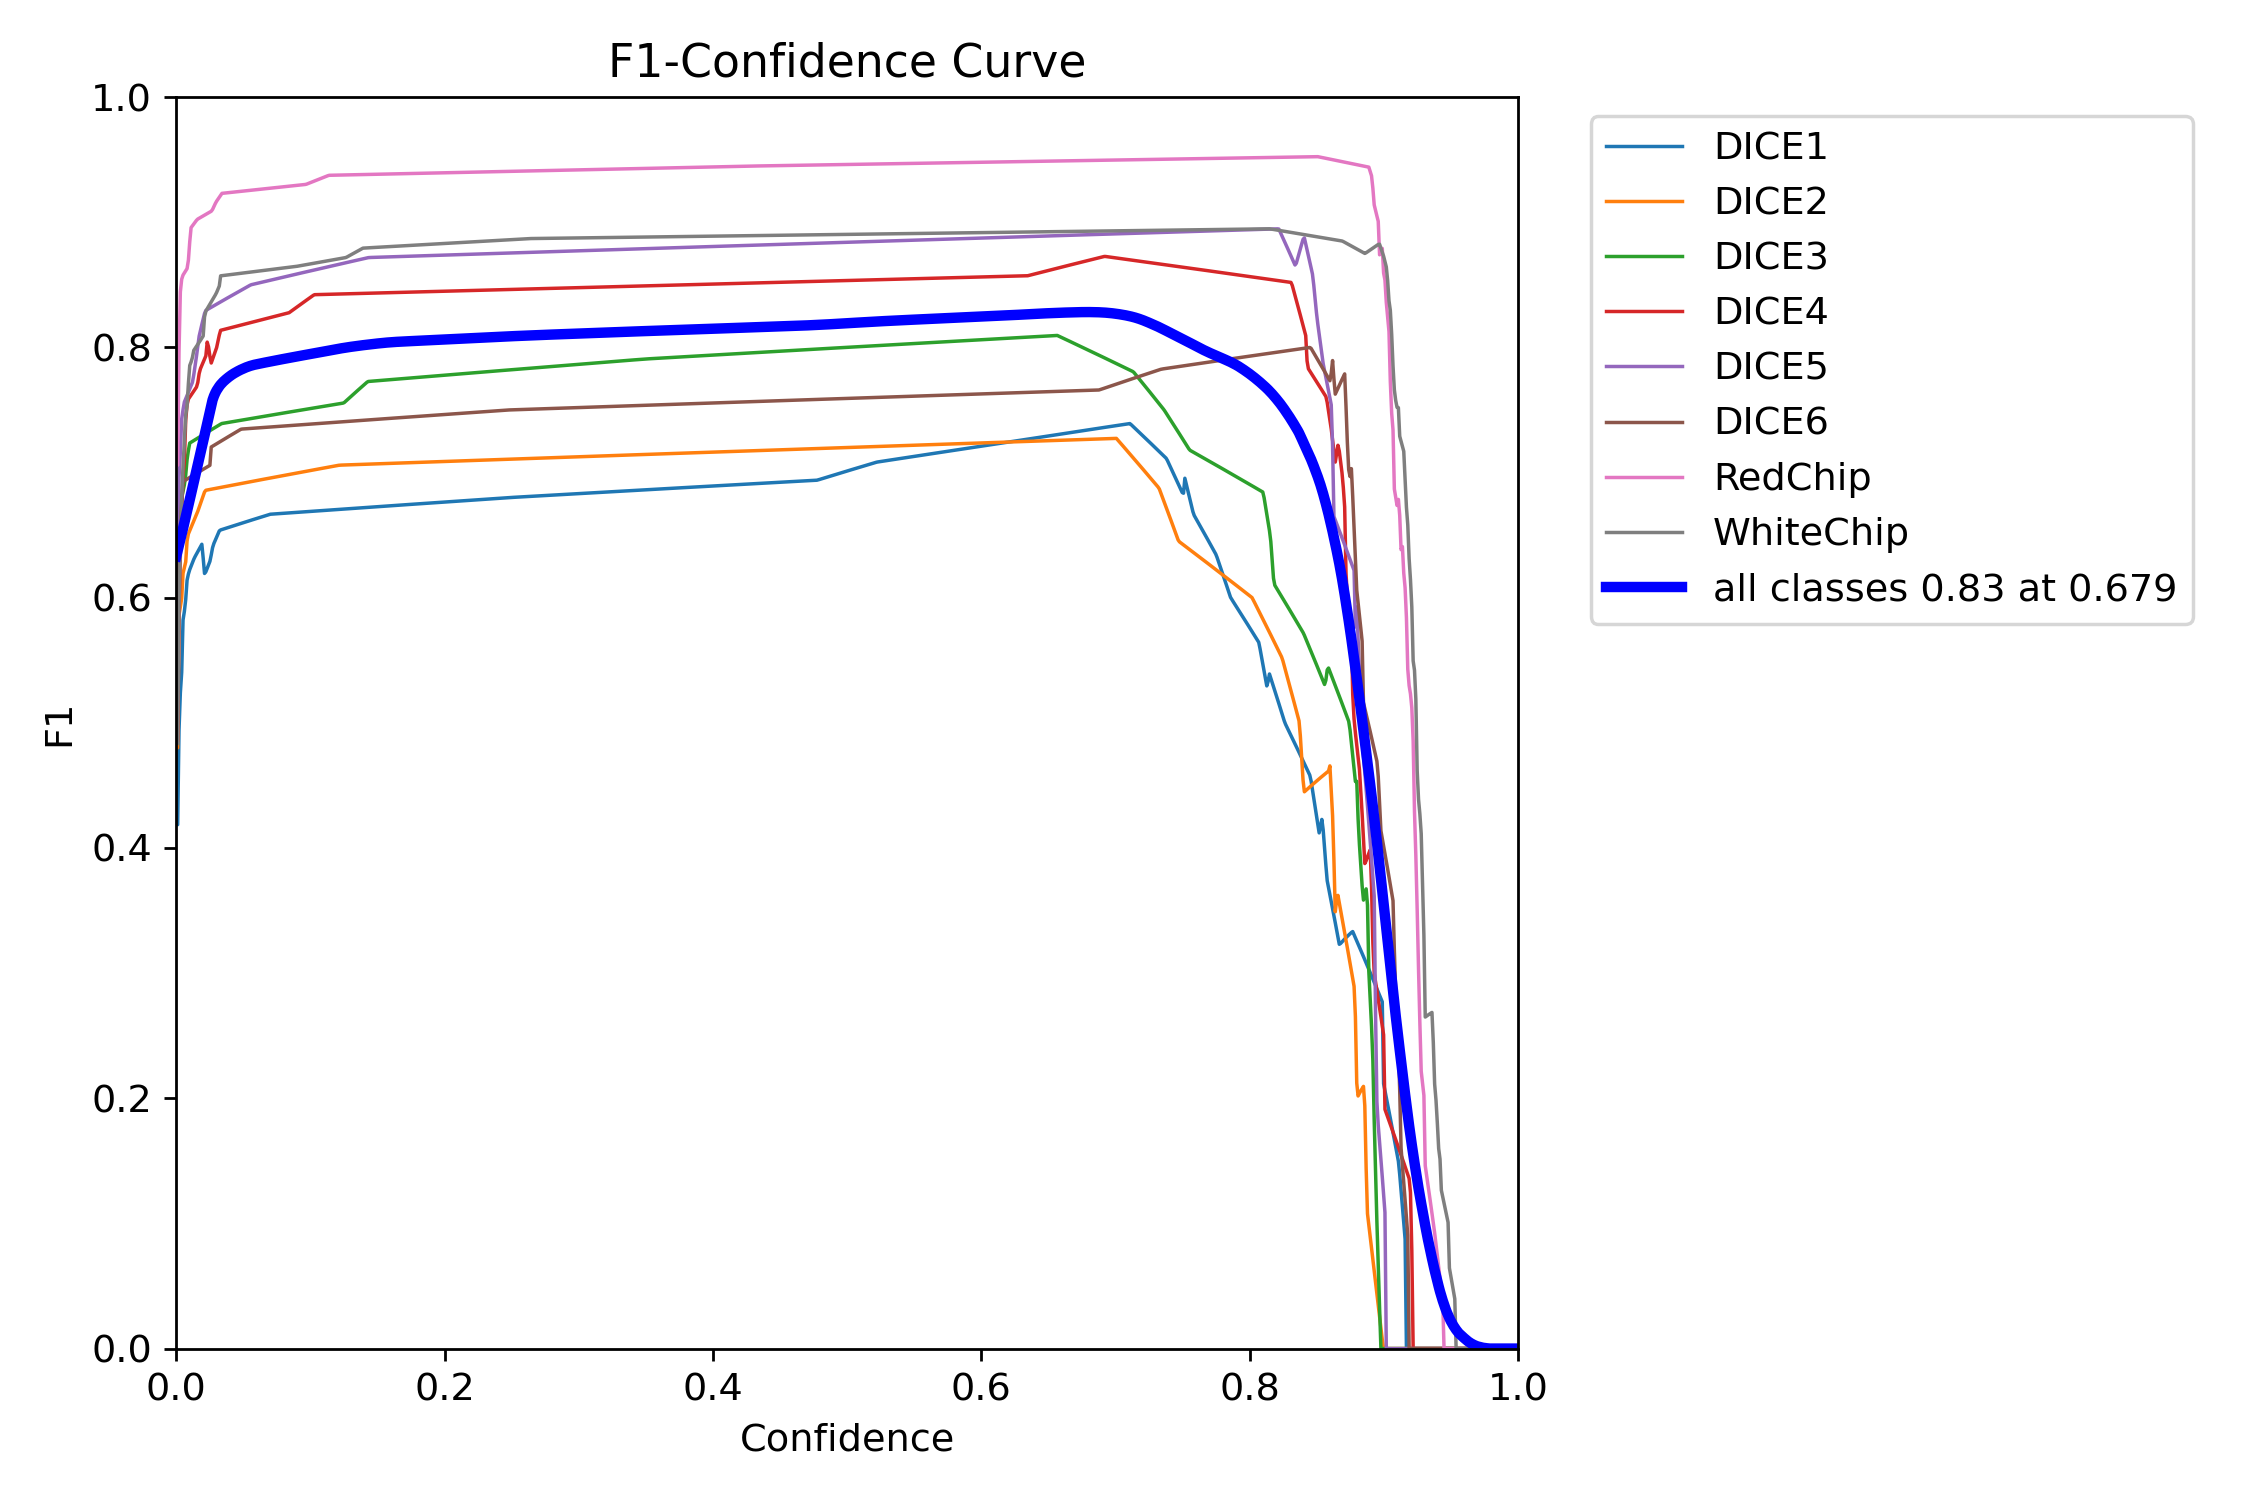 F1-Confidence Curve
1.0
0.8
0.6
0.4
0.2
0.0
F1
0.0 0.2 0.4 0.6 0.8 1.0
Confidence
DICE1
DICE2
DICE3
DICE4
DICE5
DICE6
RedChip
WhiteChip
all classes 0.83 at 0.679